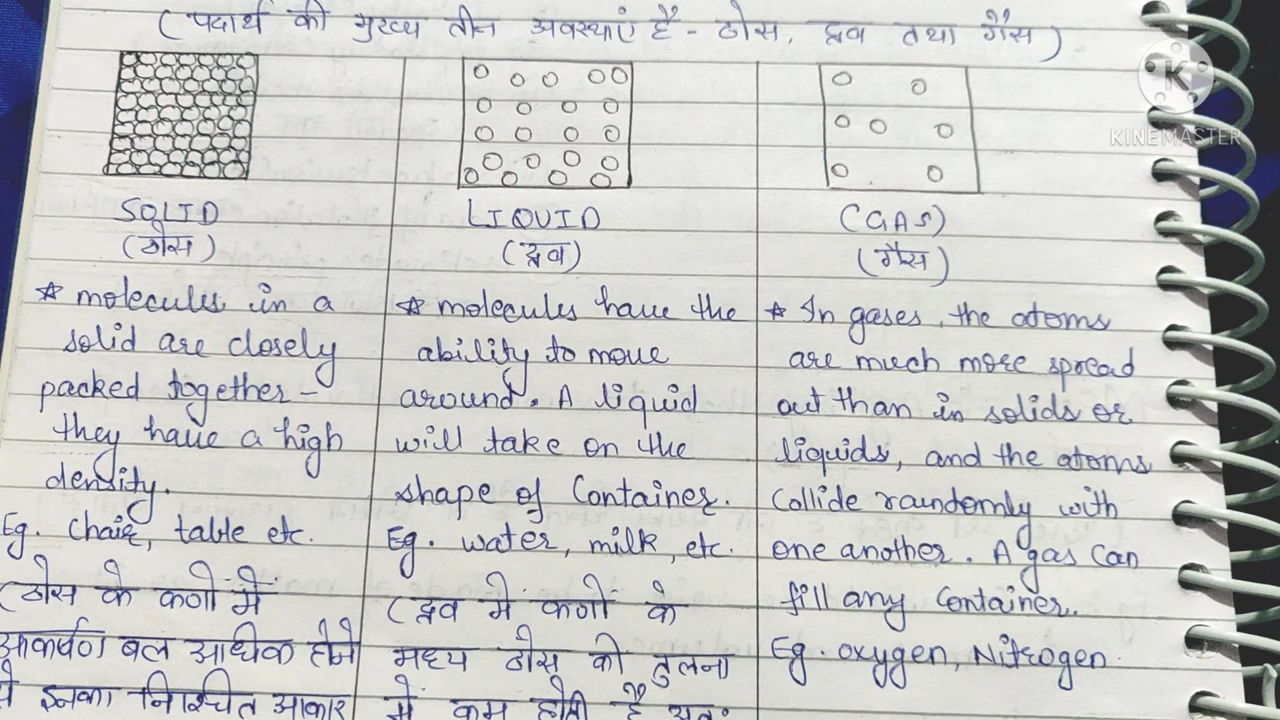 (पदार्थ की मुख्य तीन अवस्थाएं हैं - ठोस, द्रव तथा गैस)
K
KINEMASTER
SOLID
(ठोस)
★ molecules in a
solid are closely
packed together -
they have a high
density.
Eg. Chair, table etc.
(ठोस के कणों में
आकर्षण बल अधिक होने
से इनका निश्चित आकार
LIQUID
(द्रव)
★ molecules have the
ability to move
around. A liquid
will take on the
shape of Container.
Eg. water, milk, etc.
(द्रव में कणों के
मध्य ठोस की तुलना
में कम होती है अतः
(GAS)
(गैस)
★ In gases, the atoms
are much more spread
out than in solids or
liquids, and the atoms
Collide raundomly with
one another. A gas Can
fill any Container.
Eg. oxygen, Nitrogen.